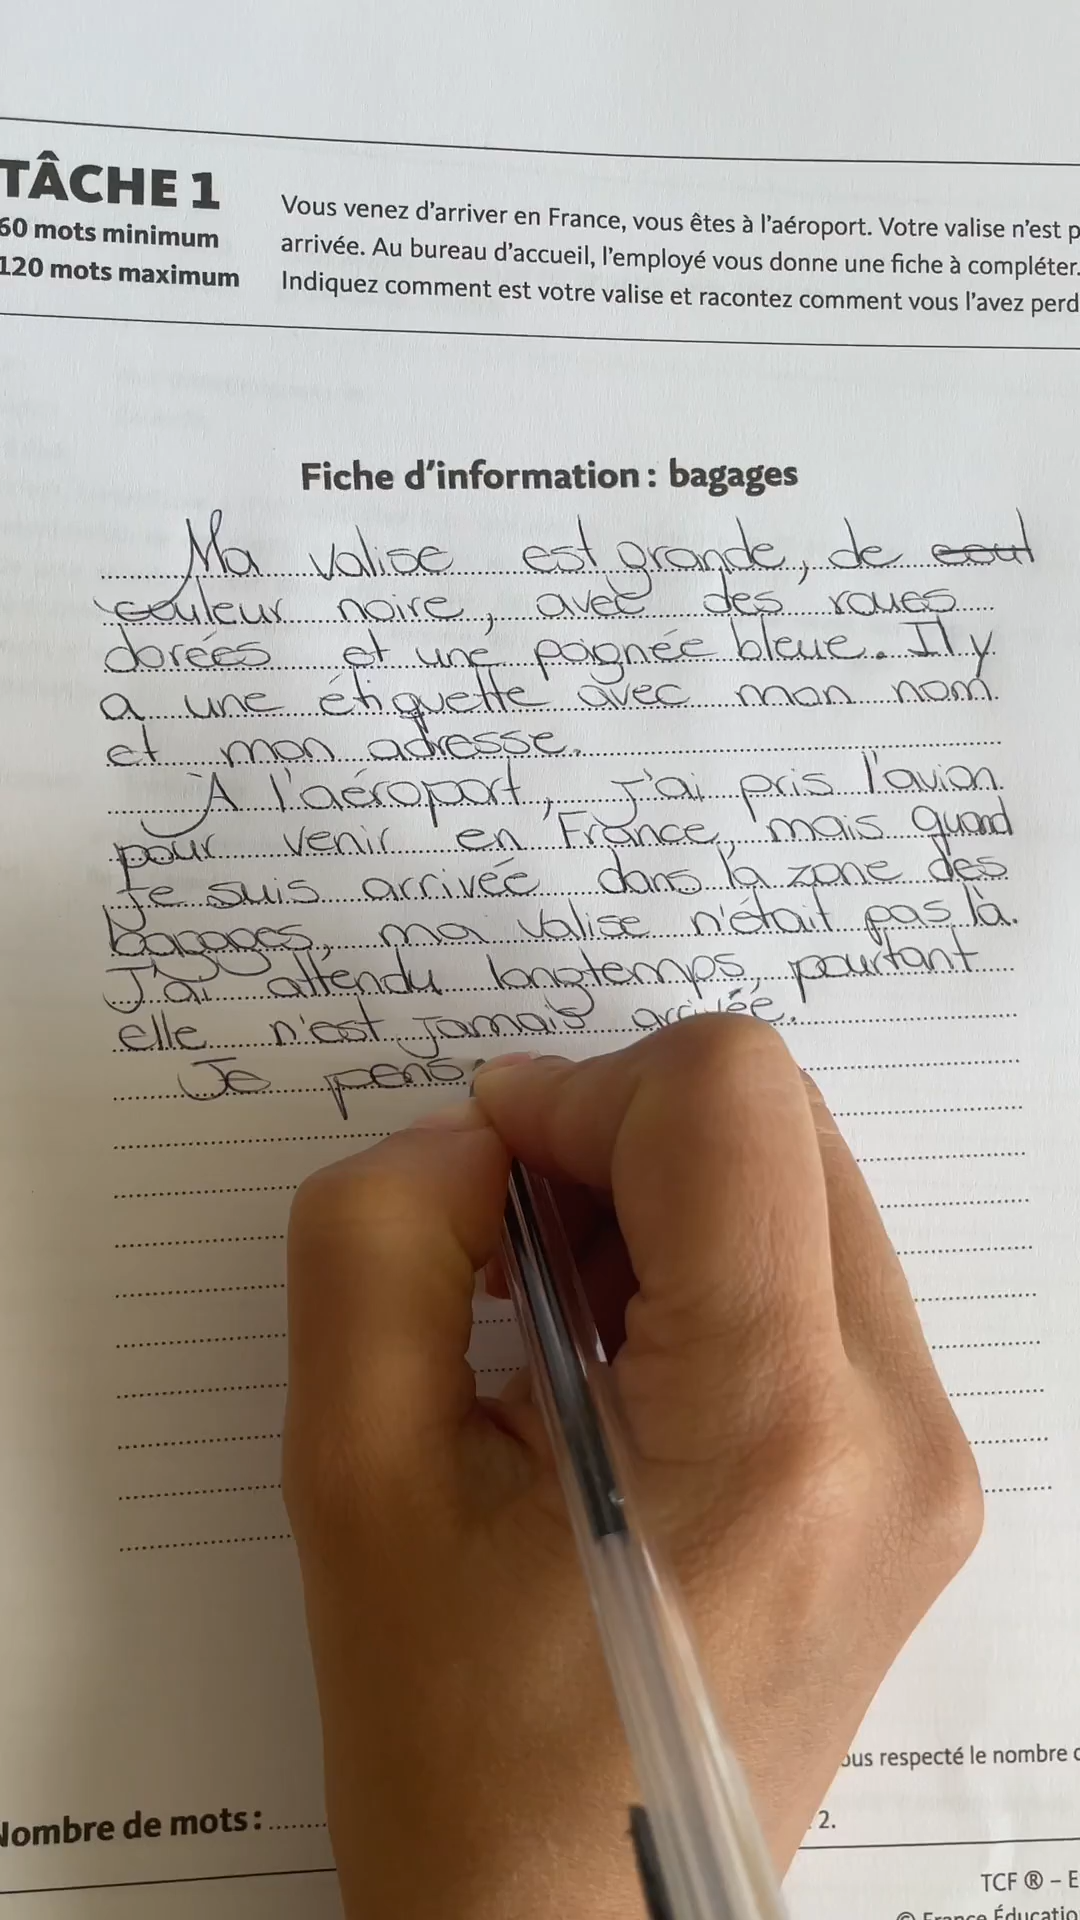 TÂCHE 1
60 mots minimum
120 mots maximum
Vous venez d'arriver en France, vous êtes à l'aéroport. Votre valise n'est p
arrivée. Au bureau d'accueil, l'employé vous donne une fiche à compléter.
Indiquez comment est votre valise et racontez comment vous l'avez perd
Fiche d'information : bagages
Ma valise est grande, de coul
couleur noire, avec des roues
dorées et une poignée bleue. Il y
a une étiquette avec mon nom
et mon adresse.
À l'aéroport, j'ai pris l'avion
pour venir en France, mais quand
je suis arrivée dans la zone des
bagages, ma valise n'était pas là.
J'ai attendu longtemps, pourtant
elle n'est jamais arrivée.
Je pens
ous respecté le nombre d
Nombre de mots :
2.
TCF ® – E
© France Éducatio